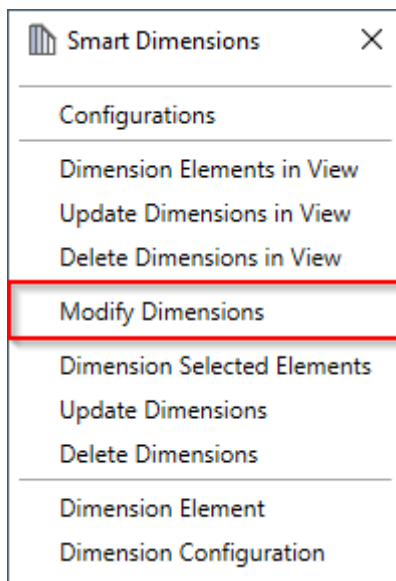 Smart Dimensions
Configurations
Dimension Elements in View
Update Dimensions in View
Delete Dimensions in View
Modify Dimensions
Dimension Selected Elements
Update Dimensions
Delete Dimensions
Dimension Element
Dimension Configuration